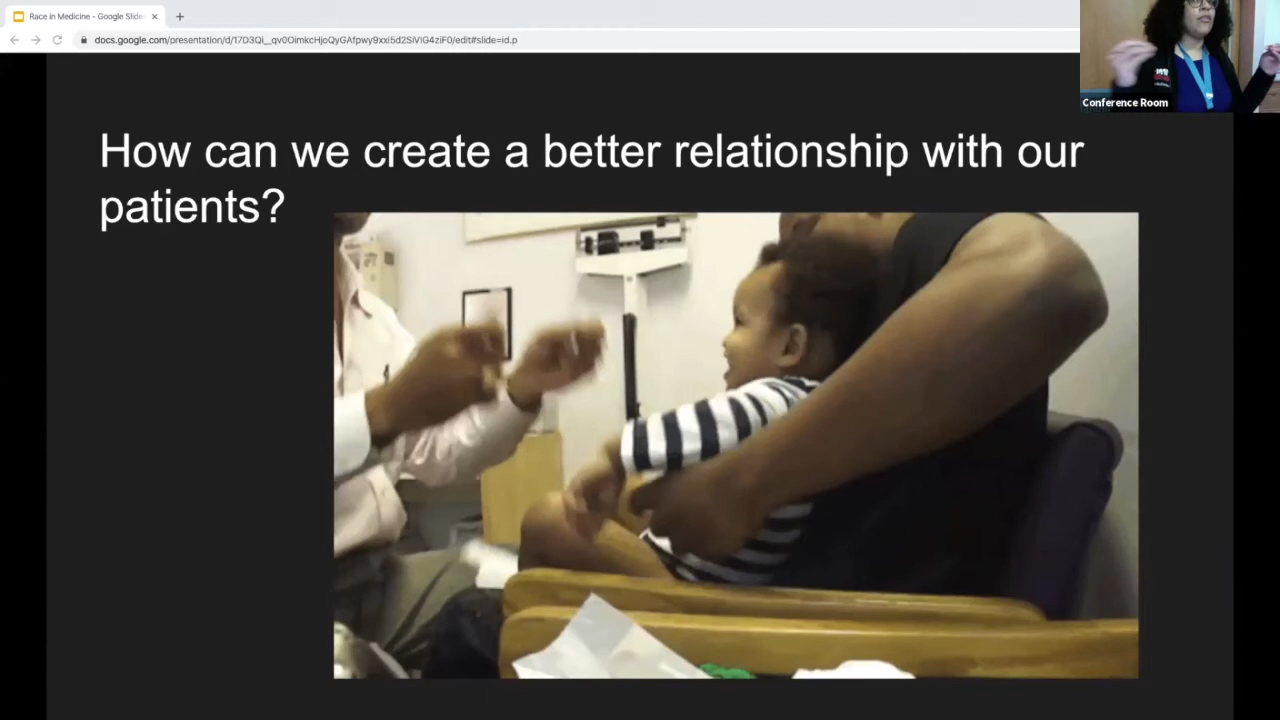 Race in Medicine - Google Slides
docs.google.com/presentation/d/17D3Qi__qv0OimkcHjoQyGAfpwy9xxi5d2SiVlG4ziF0/edit#slide=id.p
Conference Room
How can we create a better relationship with our
patients?